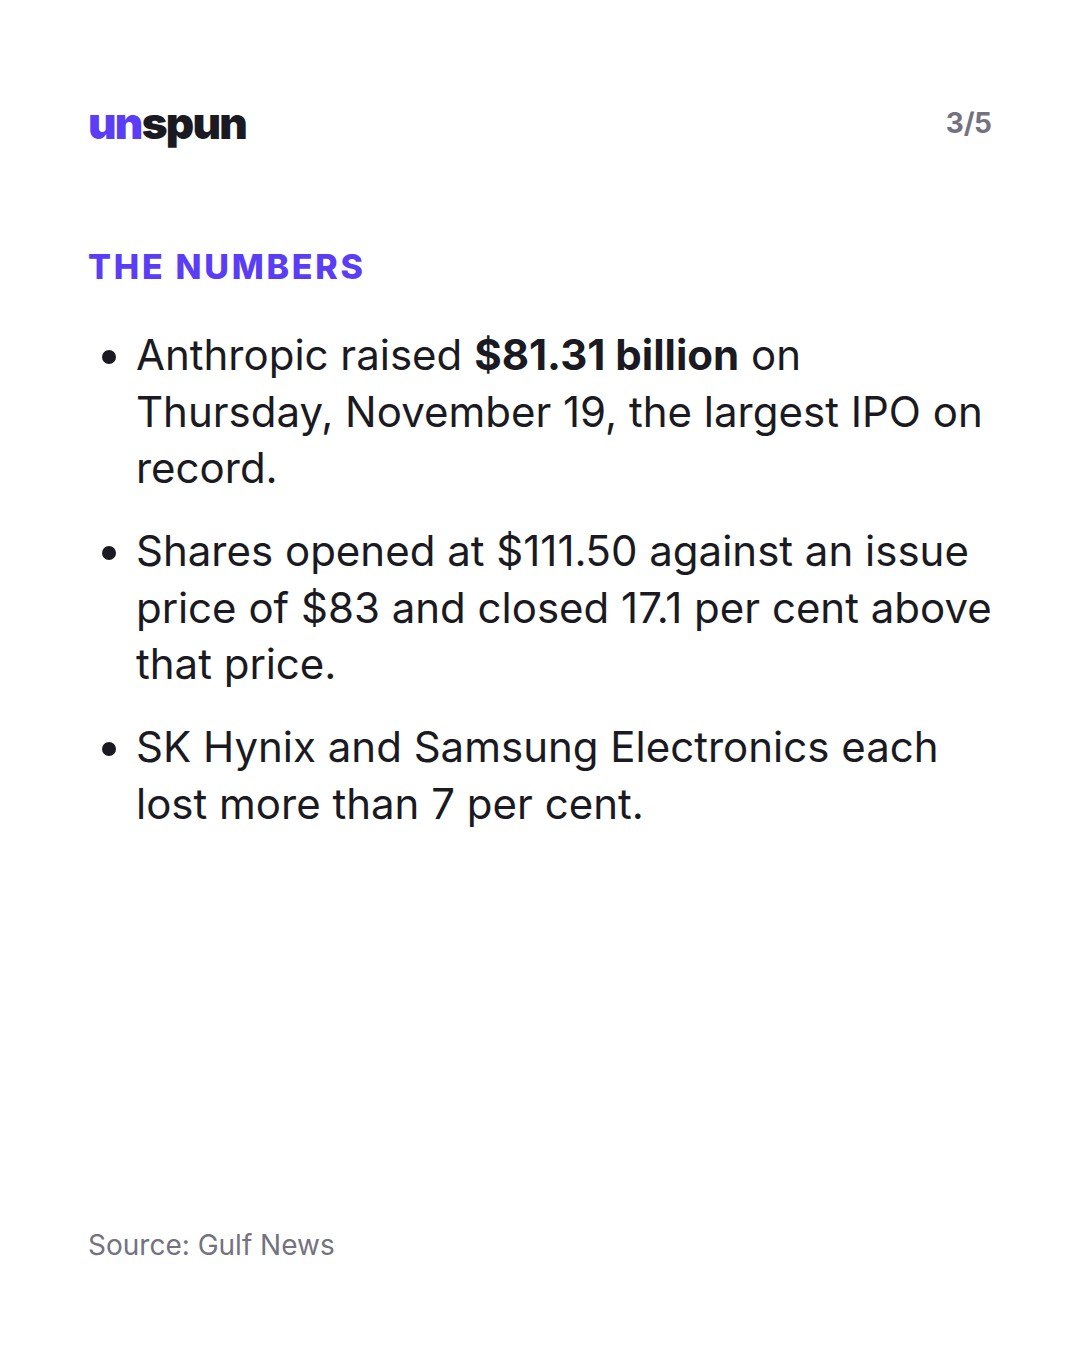 unspun
3/5
THE NUMBERS
• Anthropic raised $81.31 billion on
Thursday, November 19, the largest IPO on
record.
• Shares opened at $111.50 against an issue
price of $83 and closed 17.1 per cent above
that price.
• SK Hynix and Samsung Electronics each
lost more than 7 per cent.
Source: Gulf News